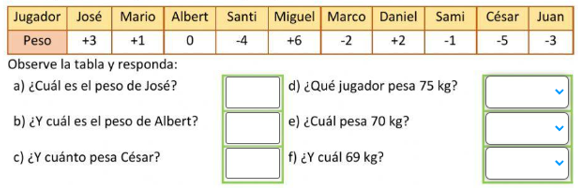 Jugador José Mario Albert Santi Miguel Marco Daniel Sami César Juan
Peso +3 +1 0 -4 +6 -2 +2 -1 -5 -3
Observe la tabla y responda:
a) ¿Cuál es el peso de José?
d) ¿Qué jugador pesa 75 kg?
b) ¿Y cuál es el peso de Albert?
e) ¿Cuál pesa 70 kg?
c) ¿Y cuánto pesa César?
f) ¿Y cuál 69 kg?